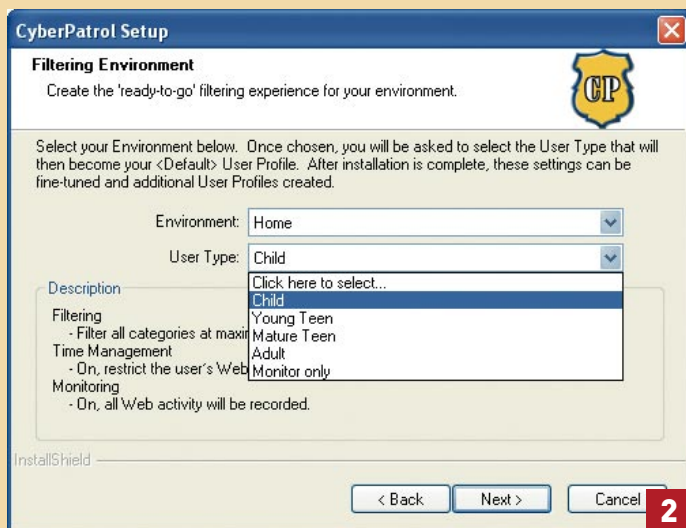 CyberPatrol Setup
Filtering Environment
Create the 'ready-to-go' filtering experience for your environment.
CP
Select your Environment below. Once chosen, you will be asked to select the User Type that will
then become your <Default> User Profile. After installation is complete, these settings can be
fine-tuned and additional User Profiles created.
Environment: Home
User Type: Child
Click here to select...
Child
Young Teen
Mature Teen
Adult
Monitor only
Description
Filtering
- Filter all categories at
Time Management
- On, restrict the user's Web
Monitoring
- On, all Web activity will be recorded.
InstallShield
< Back
Next >
Cancel
2